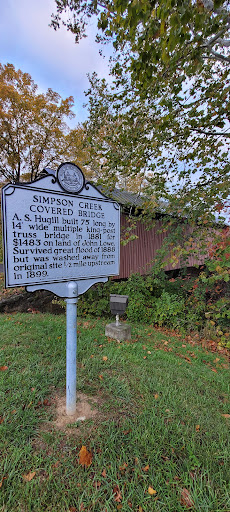 SIMPSON CREEK
COVERED BRIDGE
A. S. Hugill built 75' long by
14' wide multiple king-post
truss bridge in 1881 for
$1483 on land of John Lowe.
Survived great flood of 1888
but was washed away from
original site 1/2 mile upstream
in 1899.